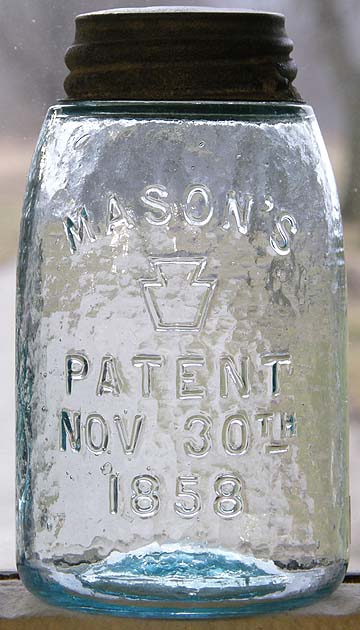 MASON'S
PATENT
NOV 30TH
1858